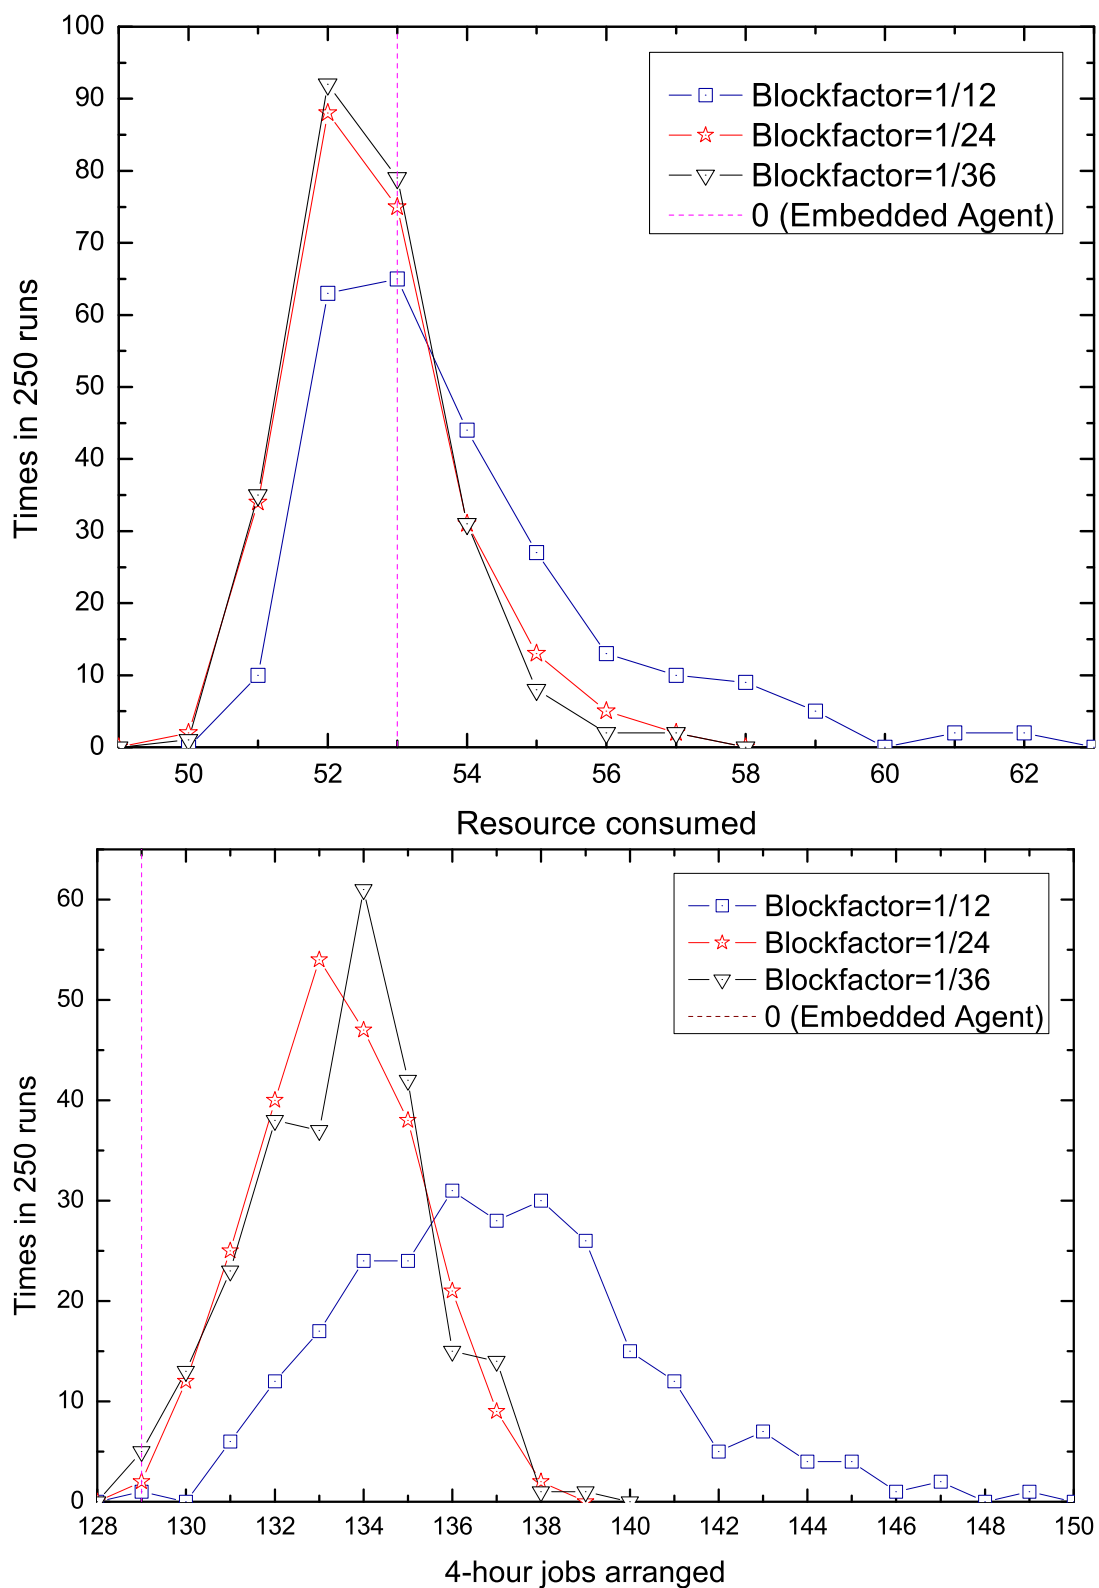 100
90
80
70
60
50
40
30
20
10
0
Times in 250 runs
Blockfactor=1/12
Blockfactor=1/24
Blockfactor=1/36
0 (Embedded Agent)
50 52 54 56 58 60 62
Resource consumed
60
50
40
30
20
10
0
Times in 250 runs
Blockfactor=1/12
Blockfactor=1/24
Blockfactor=1/36
0 (Embedded Agent)
128 130 132 134 136 138 140 142 144 146 148 150
4-hour jobs arranged